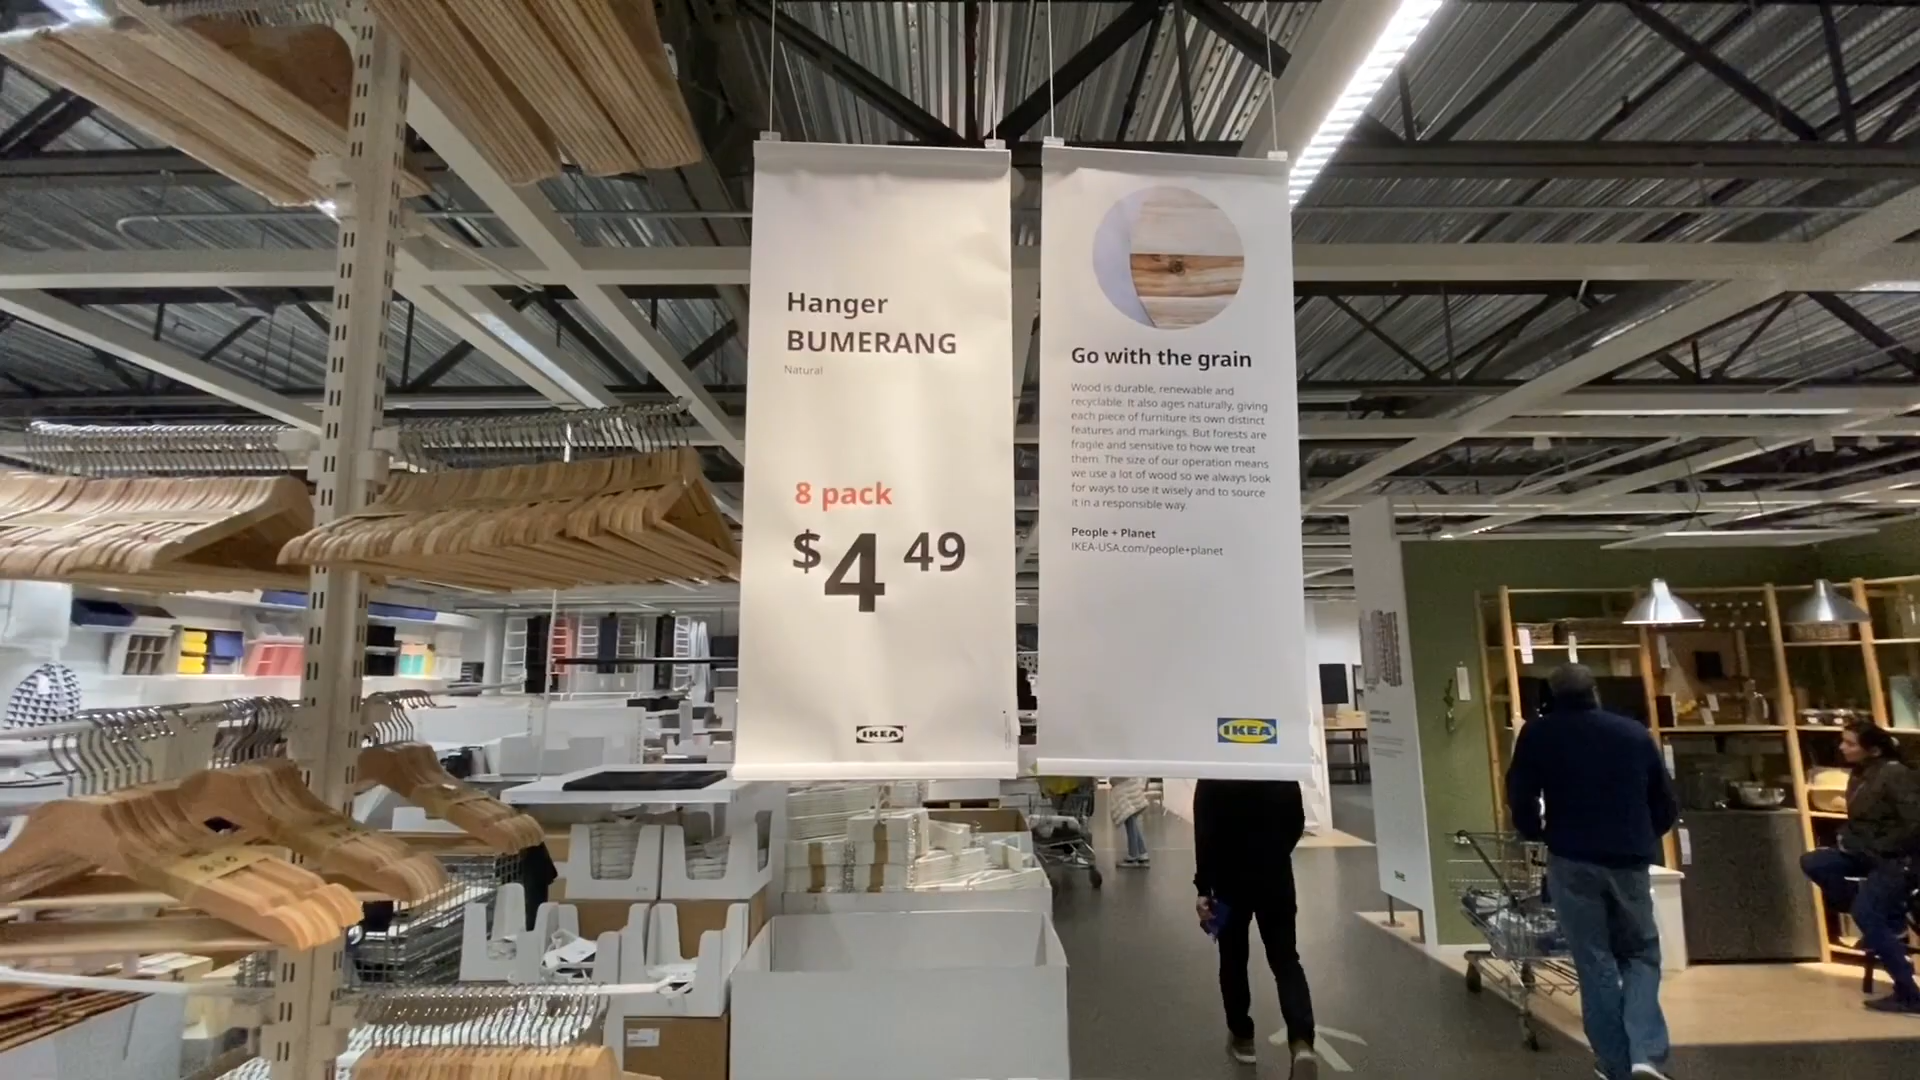 Hanger
BUMERANG
Natural
8 pack
$4 49
IKEA
Go with the grain
Wood is durable, renewable and
recyclable. It also ages naturally, giving
each piece of furniture its own distinct
features and markings. But forests are
fragile and sensitive to how we treat
them. The size of our operation means
we use a lot of wood so we always look
for ways to use it wisely and to source
it in a responsible way.
People + Planet
IKEA-USA.com/people+planet
IKEA